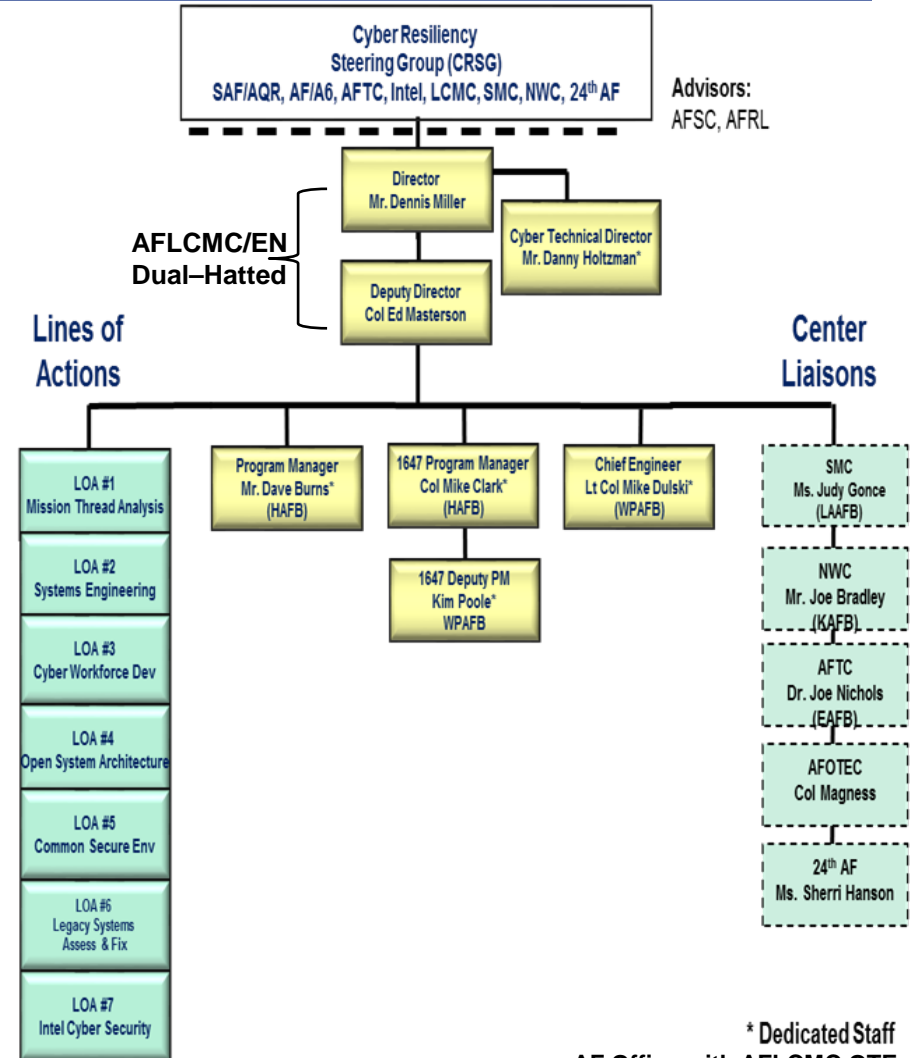 Cyber Resiliency
Steering Group (CRSG)
SAF/AQR, AF/A6, AFTC, Intel, LCMC, SMC, NWC, 24th AF
Advisors:
AFSC, AFRL
Director
Mr. Dennis Miller
Cyber Technical Director
Mr. Danny Holtzman*
AFLCMC/EN
Dual–Hatted
Deputy Director
Col Ed Masterson
Lines of
Actions
Center
Liaisons
LOA #1
Mission Thread Analysis
LOA #2
Systems Engineering
LOA #3
Cyber Workforce Dev
LOA #4
Open System Architecture
LOA #5
Common Secure Env
LOA #6
Legacy Systems
Assess & Fix
LOA #7
Intel Cyber Security
Program Manager
Mr. Dave Burns*
(HAFB)
1647 Program Manager
Col Mike Clark*
(HAFB)
1647 Deputy PM
Kim Poole*
WPAFB
Chief Engineer
Lt Col Mike Dulski*
(WPAFB)
SMC
Ms. Judy Gonce
(LAAFB)
NWC
Mr. Joe Bradley
(KAFB)
AFTC
Dr. Joe Nichols
(EAFB)
AFOTEC
Col Magness
24th AF
Ms. Sherri Hanson
* Dedicated Staff